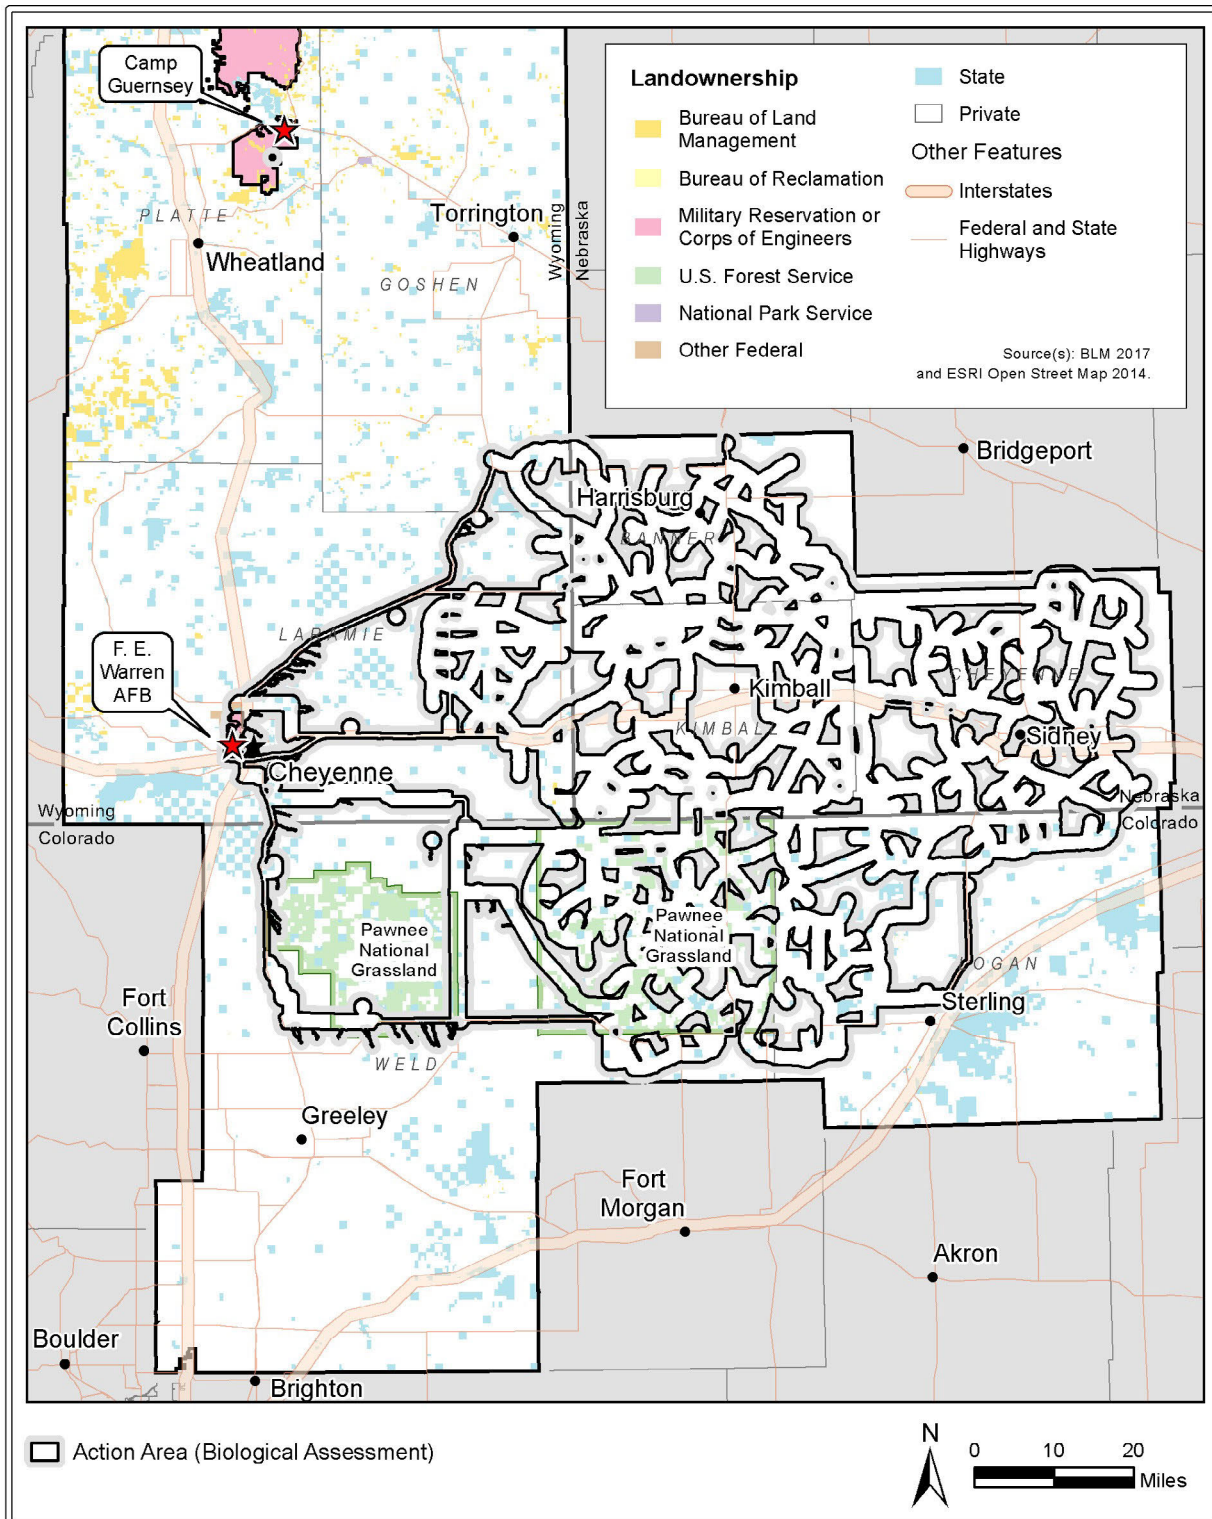 Camp
Guernsey
Landownership
Bureau of Land
Management
Bureau of Reclamation
Military Reservation or
Corps of Engineers
U.S. Forest Service
National Park Service
Other Federal
State
Private
Other Features
Interstates
Federal and State
Highways
Source(s): BLM 2017
and ESRI Open Street Map 2014.
PLATTE
Wheatland
Torrington
GOSHEN
Wyoming
Nebraska
Bridgeport
Harrisburg
BANNER
LARAMIE
F. E.
Warren
AFB
Cheyenne
Kimball
KIMBALL
CHEYENNE
Sidney
Wyoming
Colorado
Nebraska
Colorado
Pawnee
National
Grassland
Pawnee
National
Grassland
LOGAN
Sterling
Fort
Collins
WELD
Greeley
Fort
Morgan
Akron
Boulder
Brighton
Action Area (Biological Assessment)
N
0 10 20
Miles